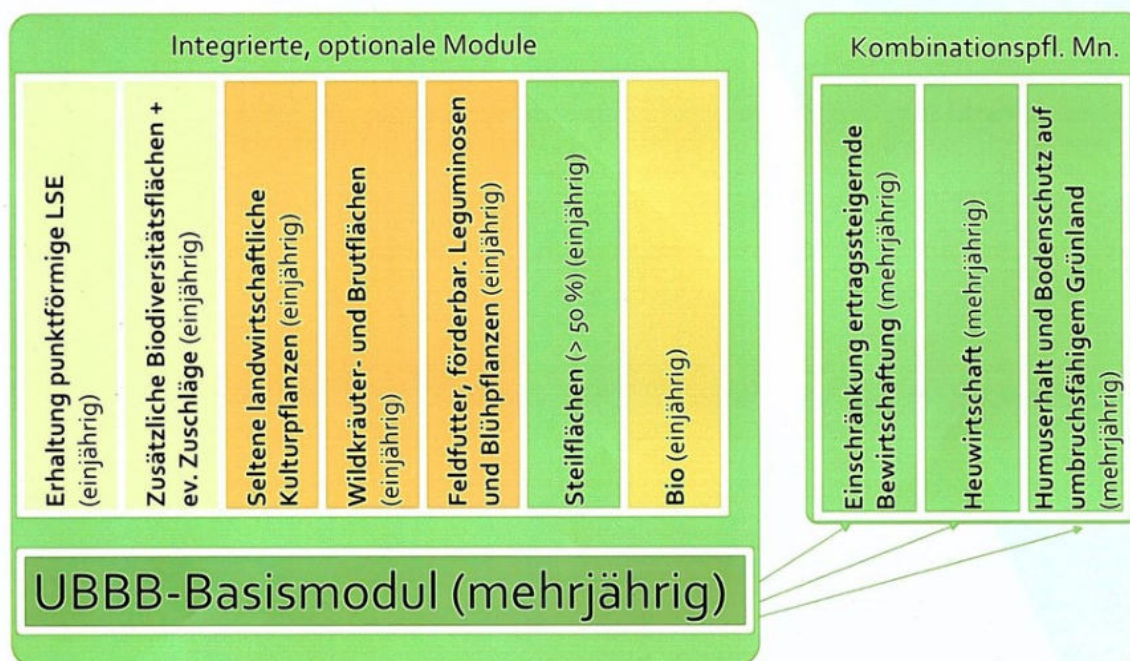 Integrierte, optionale Module
Erhaltung punktförmige LSE
(einjährig)
Zusätzliche Biodiversitätsflächen +
ev. Zuschläge (einjährig)
Seltene landwirtschaftliche
Kulturpflanzen (einjährig)
Wildkräuter- und Brutflächen
(einjährig)
Feldfutter, förderbar. Leguminosen
und Blühpflanzen (einjährig)
Steilflächen (> 50 %) (einjährig)
Bio (einjährig)
UBBB-Basismodul (mehrjährig)
Kombinationspfl. Mn.
Einschränkung ertragssteigernde
Bewirtschaftung (mehrjährig)
Heuwirtschaft (mehrjährig)
Humuserhalt und Bodenschutz auf
umbruchsfähigem Grünland
(mehrjährig)